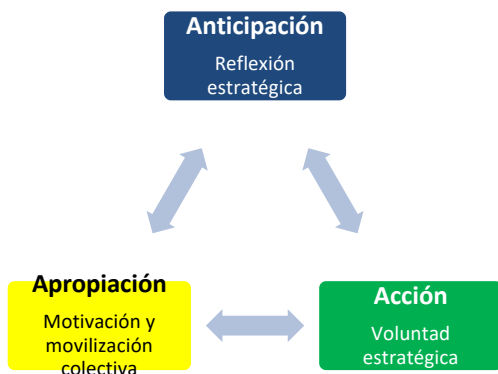 Anticipación
Reflexión
estratégica
Apropiación
Motivación y
movilización
colectiva
Acción
Voluntad
estratégica